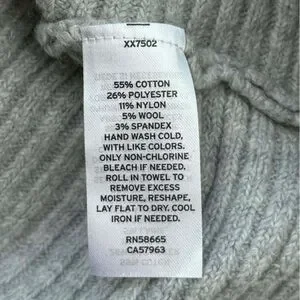 XX7502
55% COTTON
26% POLYESTER
11% NYLON
5% WOOL
3% SPANDEX
HAND WASH COLD,
WITH LIKE COLORS.
ONLY NON-CHLORINE
BLEACH IF NEEDED.
ROLL IN TOWEL TO
REMOVE EXCESS
MOISTURE, RESHAPE,
LAY FLAT TO DRY. COOL
IRON IF NEEDED.
RN58665
CA57963